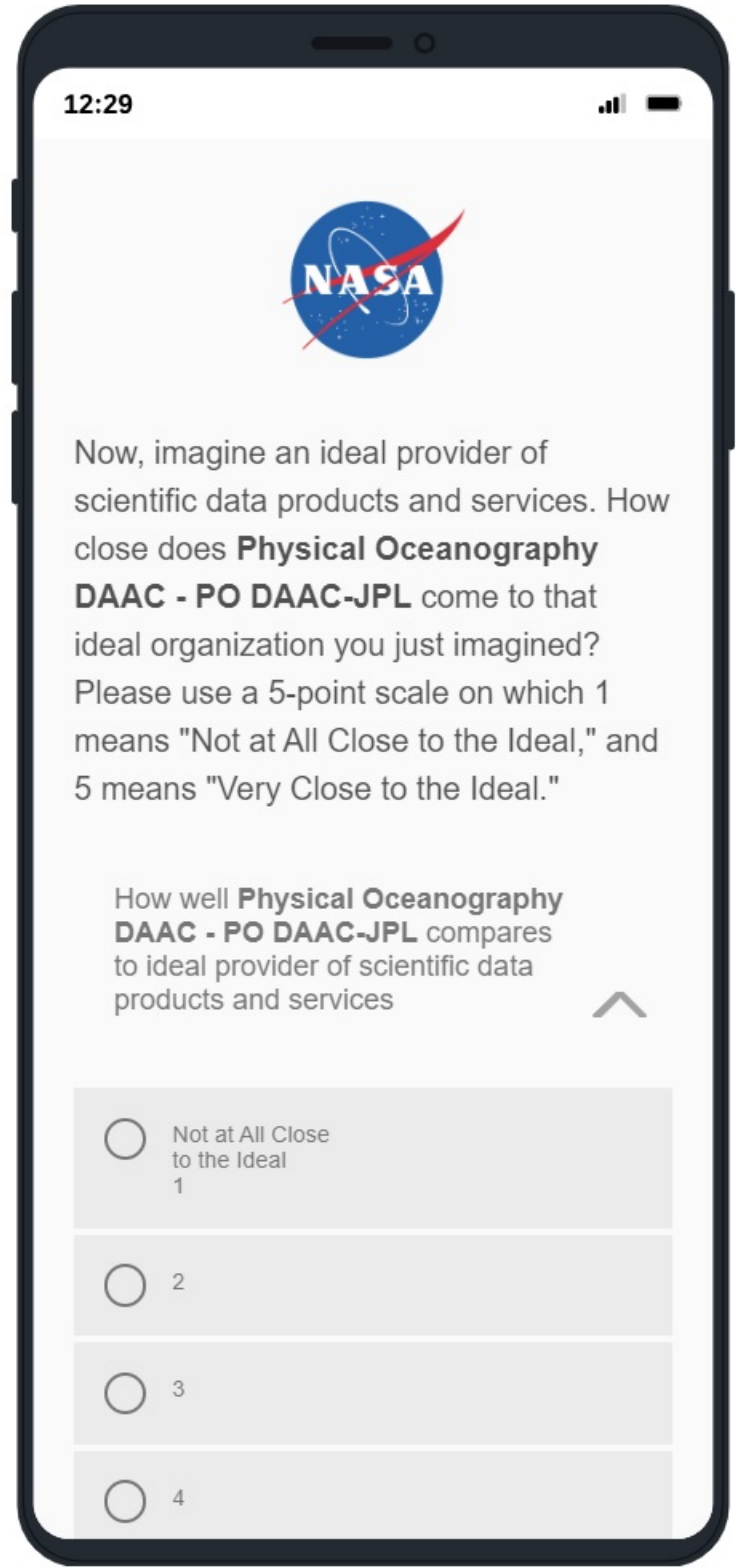 12:29
NASA
Now, imagine an ideal provider of
scientific data products and services. How
close does Physical Oceanography
DAAC - PO DAAC-JPL come to that
ideal organization you just imagined?
Please use a 5-point scale on which 1
means "Not at All Close to the Ideal," and
5 means "Very Close to the Ideal."
How well Physical Oceanography
DAAC - PO DAAC-JPL compares
to ideal provider of scientific data
products and services
Not at All Close
to the Ideal
1
2
3
4